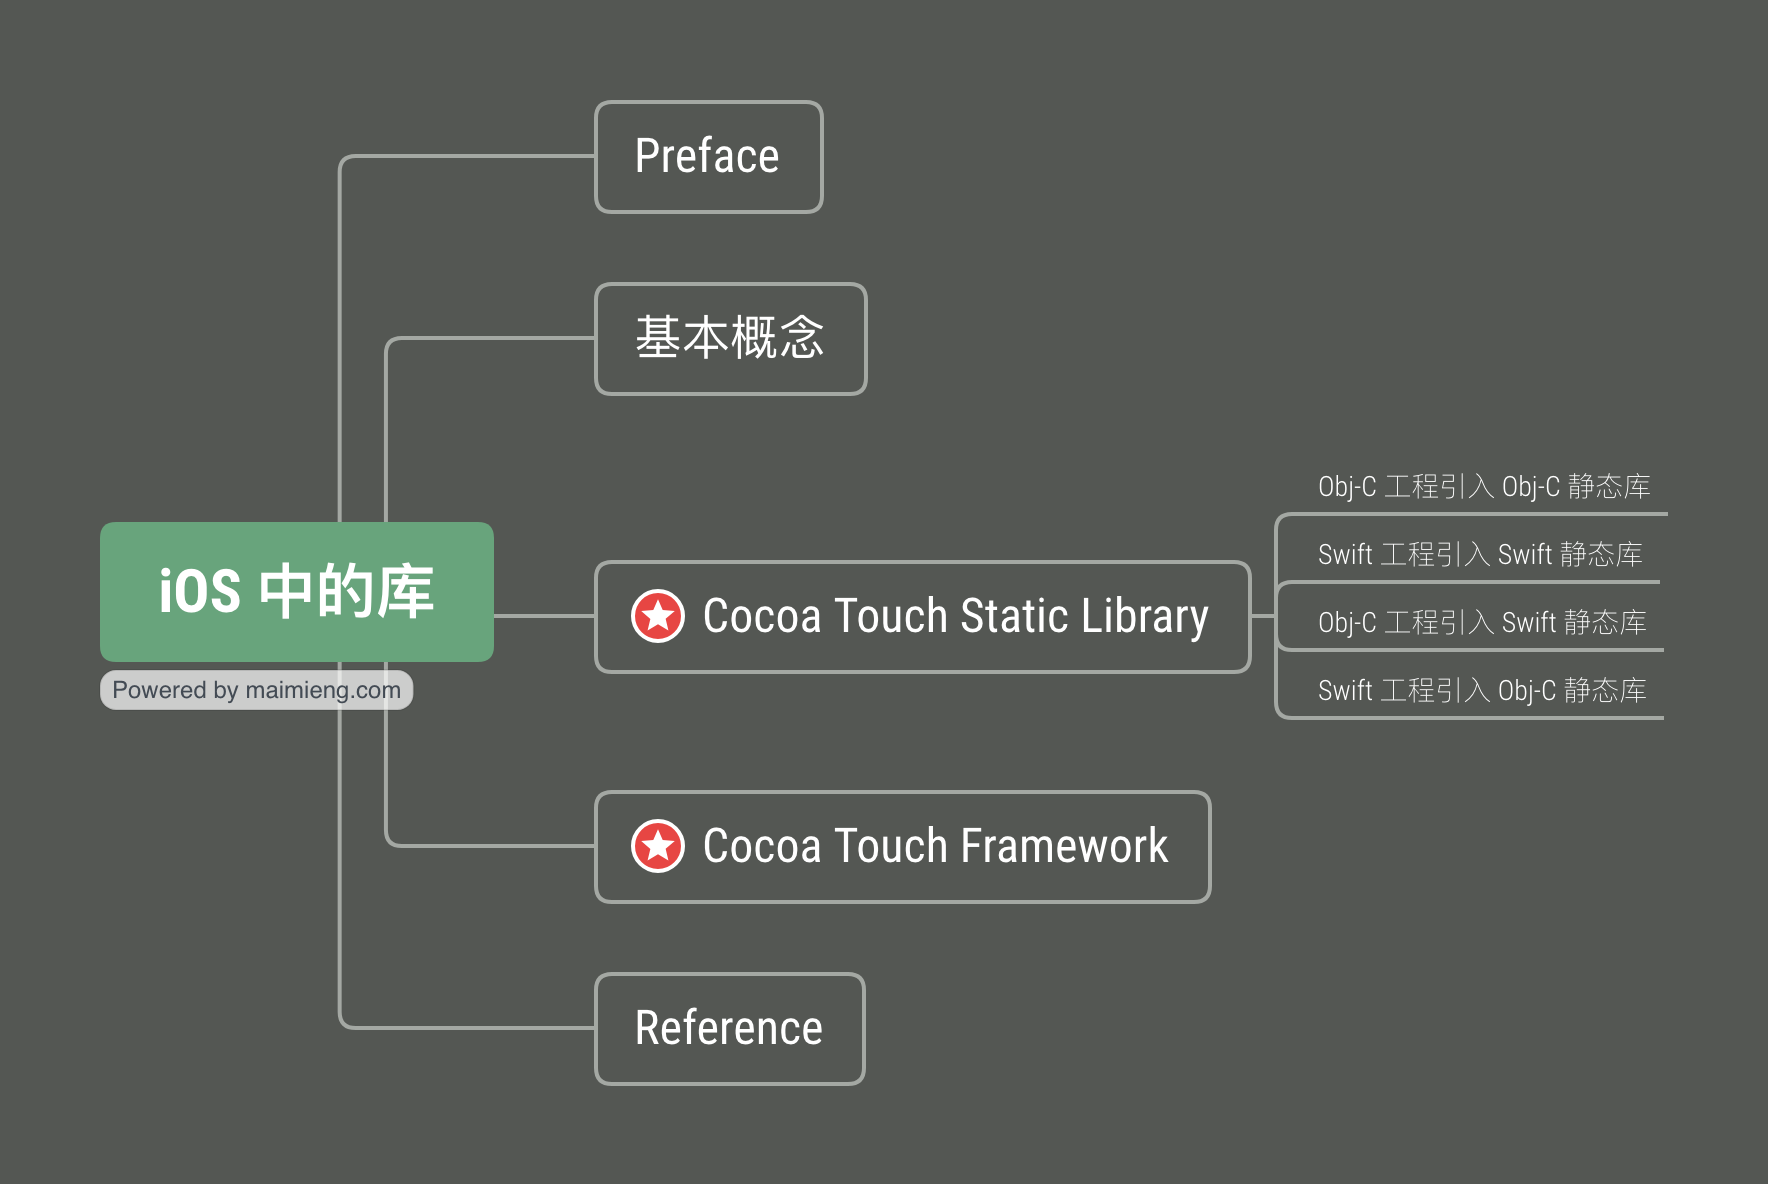 Preface
基本概念
iOS 中的库
Powered by maimieng.com
Cocoa Touch Static Library
Obj-C 工程引入 Obj-C 静态库
Swift 工程引入 Swift 静态库
Obj-C 工程引入 Swift 静态库
Swift 工程引入 Obj-C 静态库
Cocoa Touch Framework
Reference